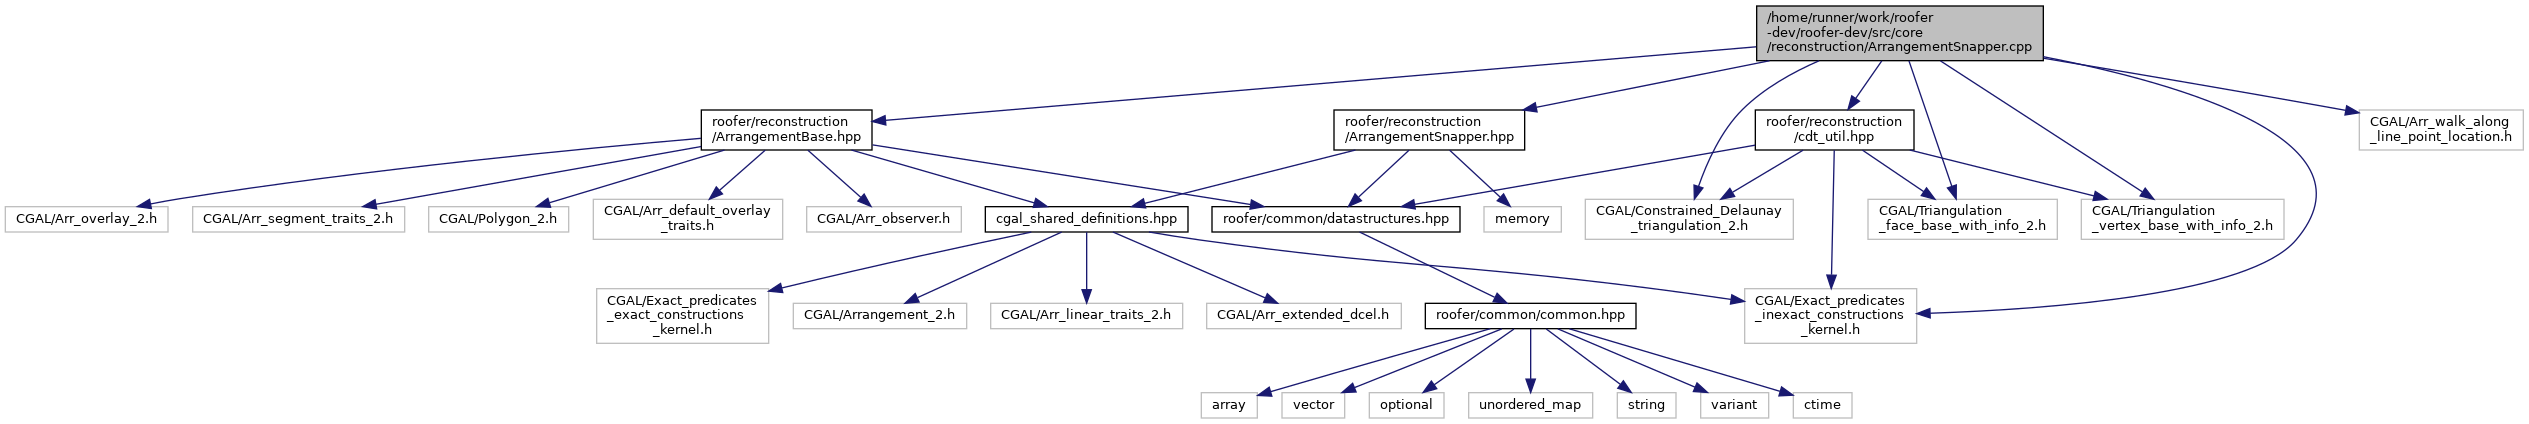 /home/runner/work/roofer
-dev/roofer-dev/src/core
/reconstruction/ArrangementSnapper.cpp
roofer/reconstruction
/ArrangementBase.hpp
roofer/reconstruction
/ArrangementSnapper.hpp
roofer/reconstruction
/cdt_util.hpp
CGAL/Arr_walk_along
_line_point_location.h
CGAL/Arr_overlay_2.h
CGAL/Arr_segment_traits_2.h
CGAL/Polygon_2.h
CGAL/Arr_default_overlay
_traits.h
CGAL/Arr_observer.h
cgal_shared_definitions.hpp
roofer/common/datastructures.hpp
memory
CGAL/Constrained_Delaunay
_triangulation_2.h
CGAL/Triangulation
_face_base_with_info_2.h
CGAL/Triangulation
_vertex_base_with_info_2.h
CGAL/Exact_predicates
_exact_constructions
_kernel.h
CGAL/Arrangement_2.h
CGAL/Arr_linear_traits_2.h
CGAL/Arr_extended_dcel.h
roofer/common/common.hpp
CGAL/Exact_predicates
_inexact_constructions
_kernel.h
array
vector
optional
unordered_map
string
variant
ctime